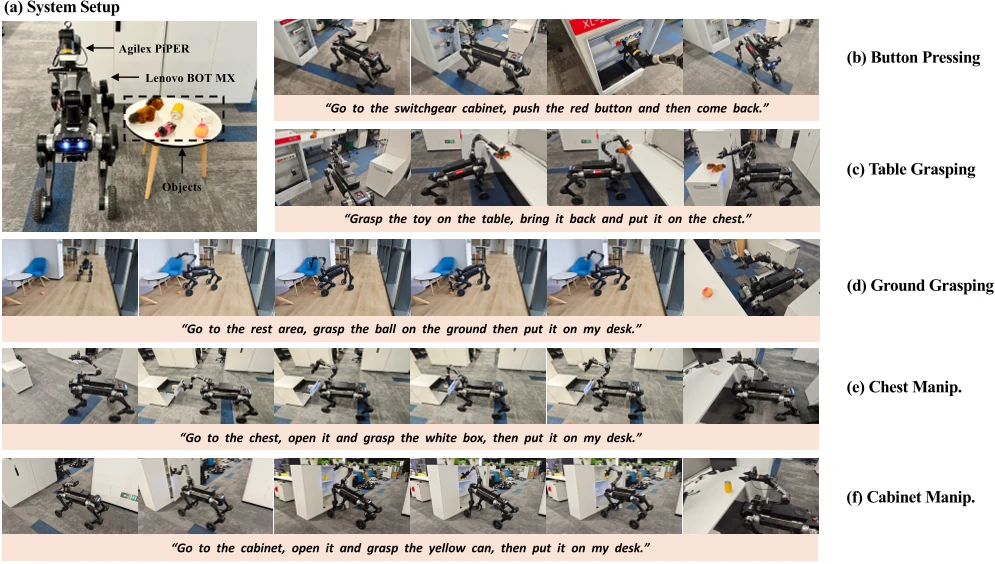 (a) System Setup
Agilex PiPER
Lenovo BOT MX
Objects
XL-2
(b) Button Pressing
“Go to the switchgear cabinet, push the red button and then come back.”
(c) Table Grasping
“Grasp the toy on the table, bring it back and put it on the chest.”
(d) Ground Grasping
“Go to the rest area, grasp the ball on the ground then put it on my desk.”
(e) Chest Manip.
“Go to the chest, open it and grasp the white box, then put it on my desk.”
(f) Cabinet Manip.
“Go to the cabinet, open it and grasp the yellow can, then put it on my desk.”